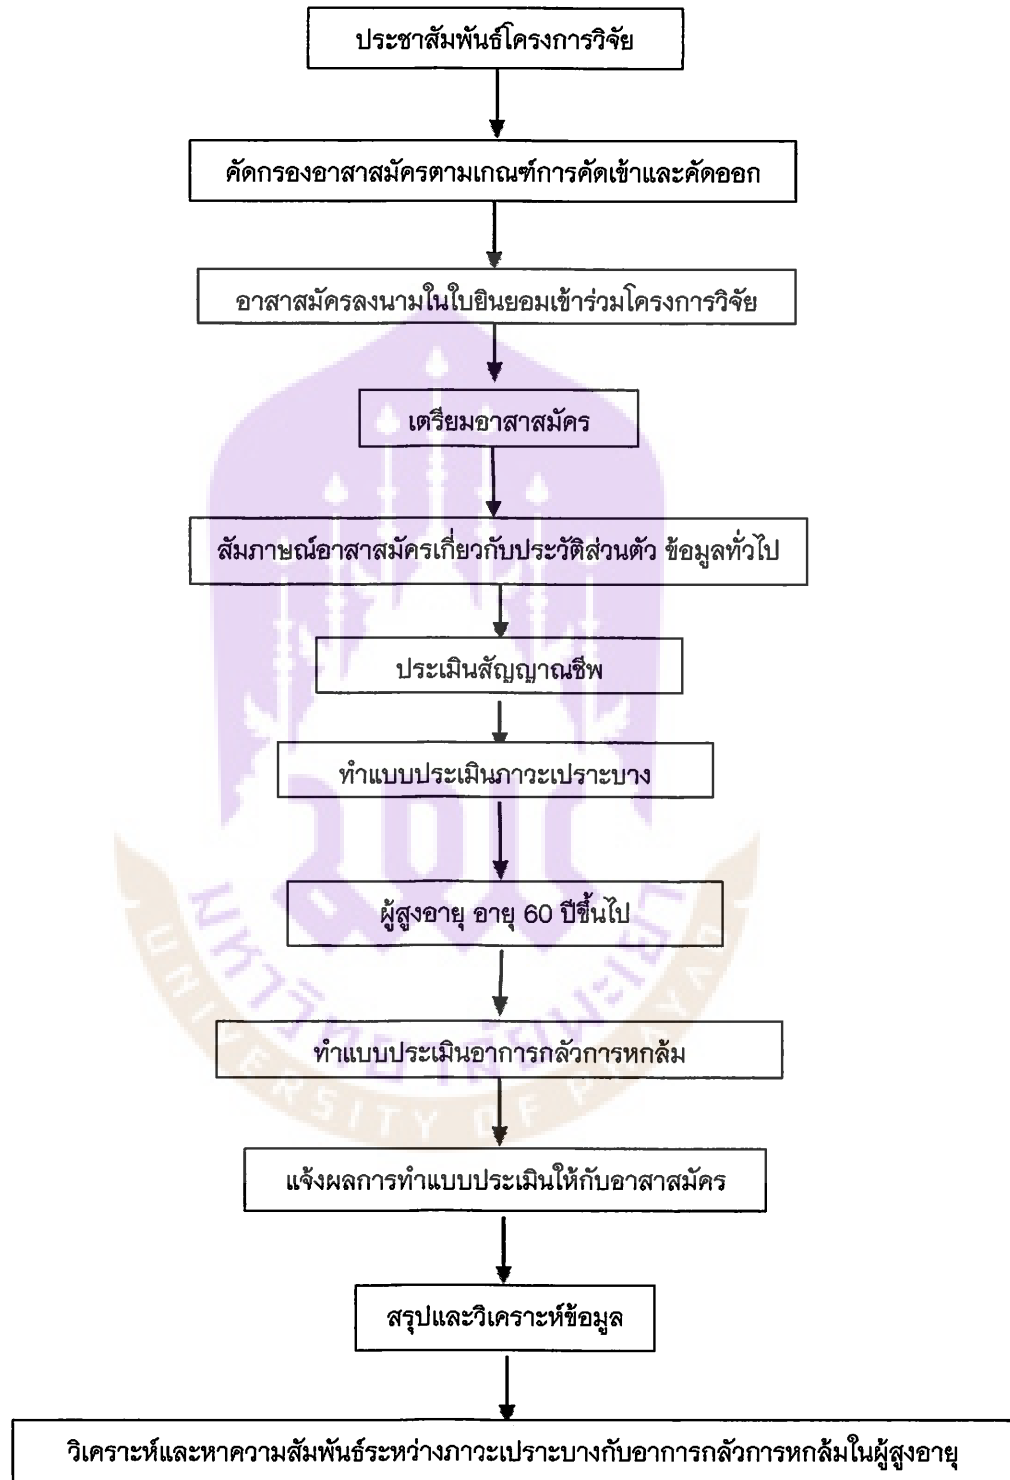 ประชาสัมพันธ์โครงการวิจัย
คัดกรองอาสาสมัครตามเกณฑ์การคัดเข้าและคัดออก
อาสาสมัครลงนามในใบยินยอมเข้าร่วมโครงการวิจัย
เตรียมอาสาสมัคร
สัมภาษณ์อาสาสมัครเกี่ยวกับประวัติส่วนตัว ข้อมูลทั่วไป
ประเมินสัญญาณชีพ
ทำแบบประเมินภาวะเปราะบาง
ผู้สูงอายุ อายุ 60 ปีขึ้นไป
ทำแบบประเมินอาการกลัวการหกล้ม
แจ้งผลการทำแบบประเมินให้กับอาสาสมัคร
สรุปและวิเคราะห์ข้อมูล
วิเคราะห์และหาความสัมพันธ์ระหว่างภาวะเปราะบางกับอาการกลัวการหกล้มในผู้สูงอายุ
มหาวิทยาลัยพะเยา
UNIVERSITY OF PHAYAO